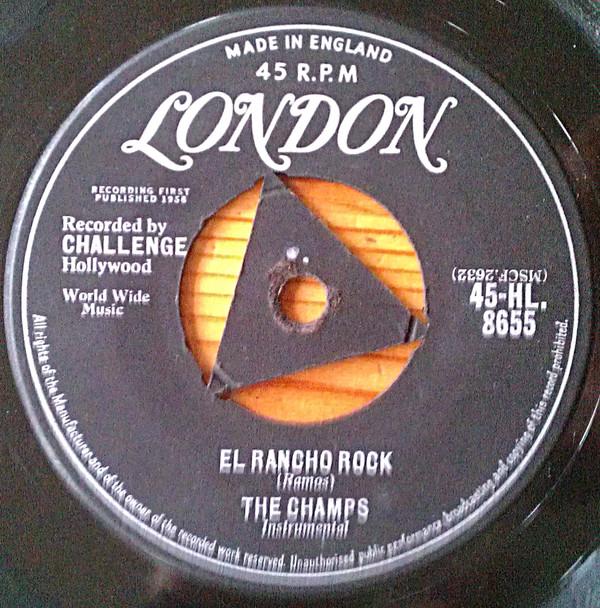 MADE IN ENGLAND
45 R.P.M
LONDON
RECORDING FIRST
PUBLISHED 1958
Recorded by
CHALLENGE
Hollywood
World Wide
Music
(MSCF.2632)
45-HL.
8655
EL RANCHO ROCK
(Ramos)
THE CHAMPS
Instrumental
All rights of the Manufacturer and of the owner of the recorded work reserved. Unauthorised public performance broadcasting and copying of this record prohibited.